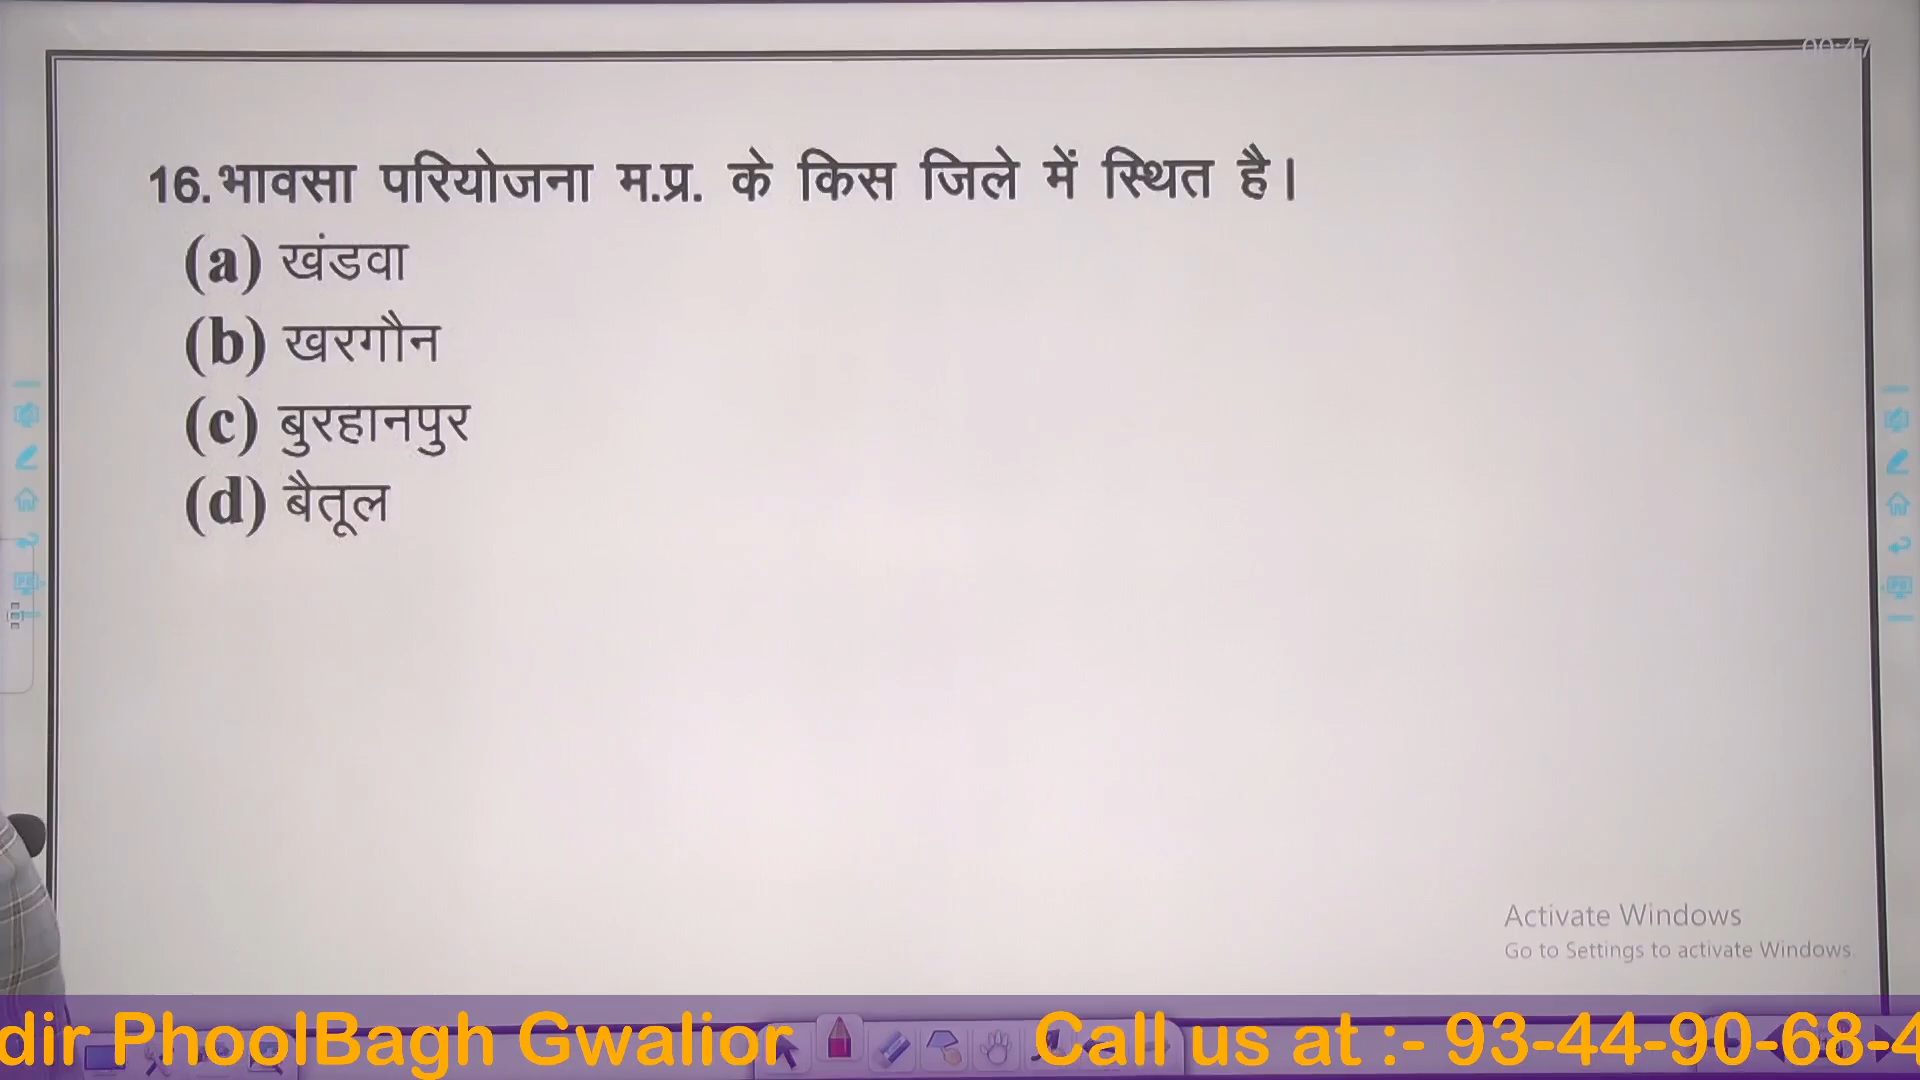 16.भावसा परियोजना म.प्र. के किस जिले में स्थित है।
(a) खंडवा
(b) खरगौन
(c) बुरहानपुर
(d) बैतूल
Activate Windows
Go to Settings to activate Windows.
dir PhoolBagh Gwalior Call us at :- 93-44-90-68-4